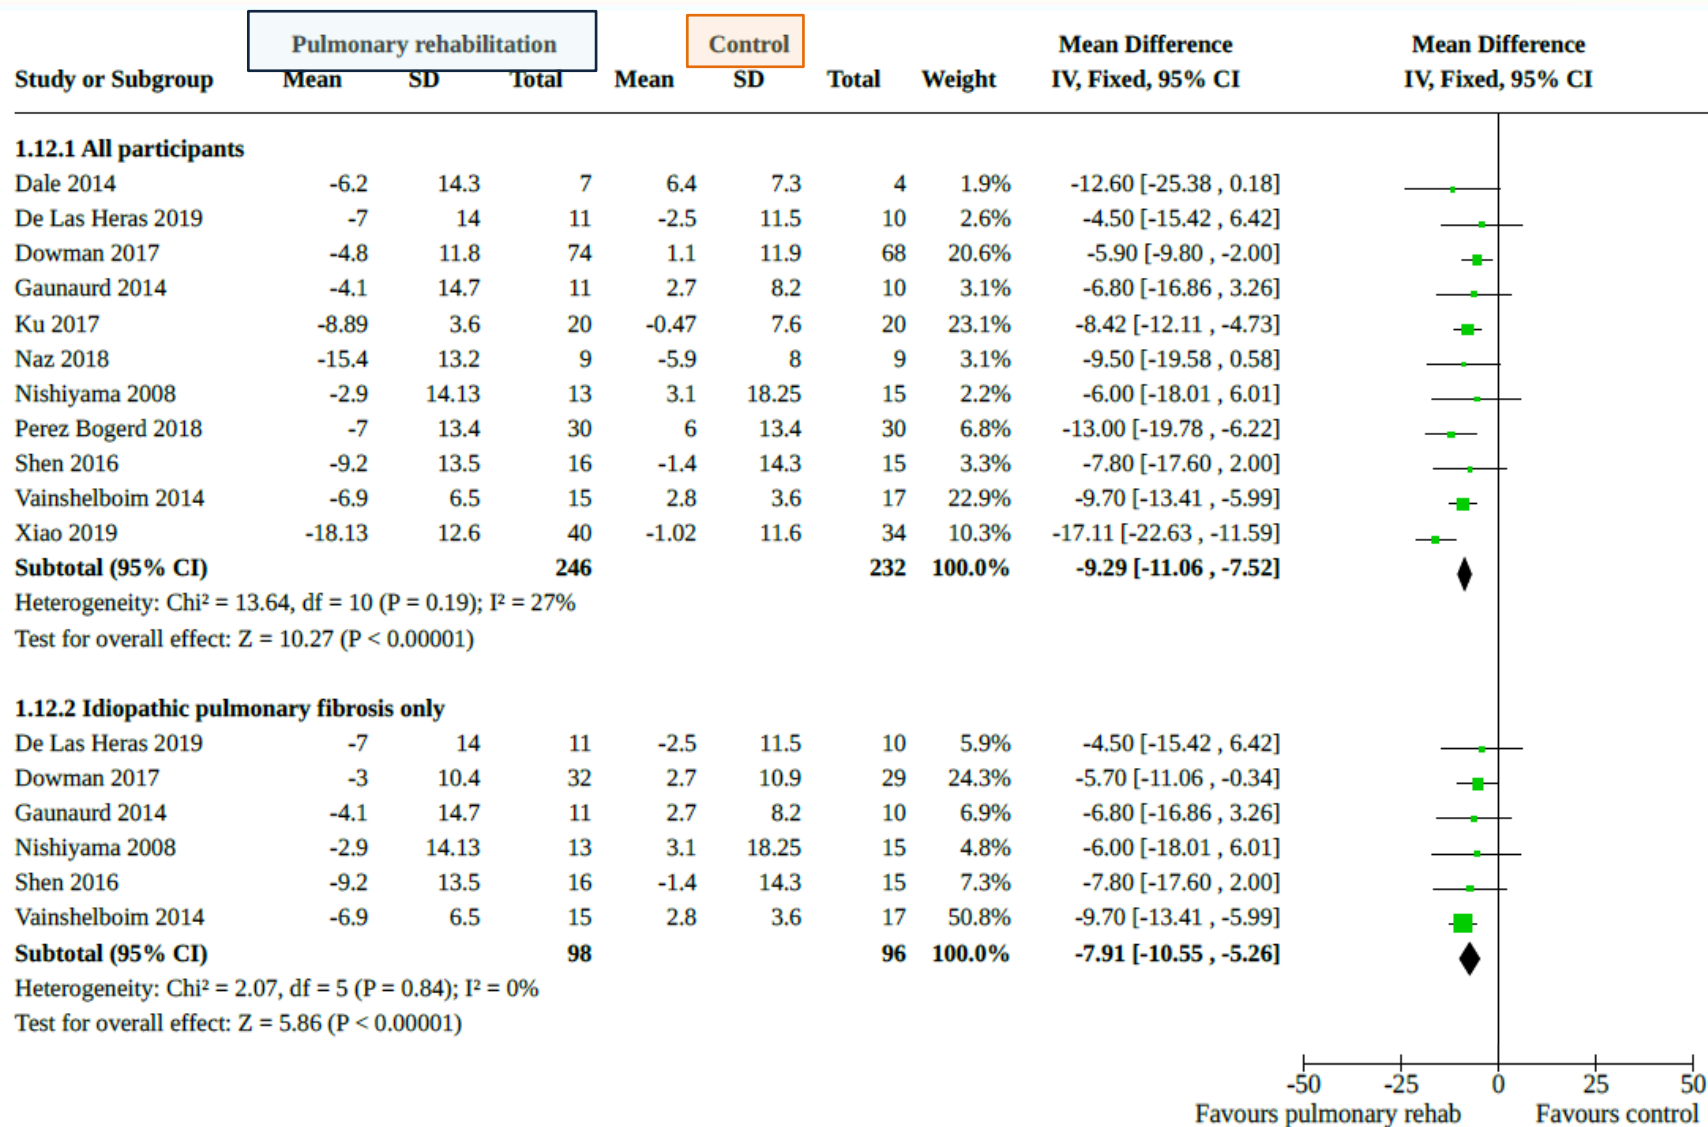 Pulmonary rehabilitation Control Mean Difference Mean Difference
Study or Subgroup Mean SD Total Mean SD Total Weight IV, Fixed, 95% CI IV, Fixed, 95% CI
1.12.1 All participants
Dale 2014 -6.2 14.3 7 6.4 7.3 4 1.9% -12.60 [-25.38 , 0.18]
De Las Heras 2019 -7 14 11 -2.5 11.5 10 2.6% -4.50 [-15.42 , 6.42]
Dowman 2017 -4.8 11.8 74 1.1 11.9 68 20.6% -5.90 [-9.80 , -2.00]
Gaunaurd 2014 -4.1 14.7 11 2.7 8.2 10 3.1% -6.80 [-16.86 , 3.26]
Ku 2017 -8.89 3.6 20 -0.47 7.6 20 23.1% -8.42 [-12.11 , -4.73]
Naz 2018 -15.4 13.2 9 -5.9 8 9 3.1% -9.50 [-19.58 , 0.58]
Nishiyama 2008 -2.9 14.13 13 3.1 18.25 15 2.2% -6.00 [-18.01 , 6.01]
Perez Bogerd 2018 -7 13.4 30 6 13.4 30 6.8% -13.00 [-19.78 , -6.22]
Shen 2016 -9.2 13.5 16 -1.4 14.3 15 3.3% -7.80 [-17.60 , 2.00]
Vainshelboim 2014 -6.9 6.5 15 2.8 3.6 17 22.9% -9.70 [-13.41 , -5.99]
Xiao 2019 -18.13 12.6 40 -1.02 11.6 34 10.3% -17.11 [-22.63 , -11.59]
Subtotal (95% CI) 246 232 100.0% -9.29 [-11.06 , -7.52]
Heterogeneity: Chi² = 13.64, df = 10 (P = 0.19); I² = 27%
Test for overall effect: Z = 10.27 (P < 0.00001)
1.12.2 Idiopathic pulmonary fibrosis only
De Las Heras 2019 -7 14 11 -2.5 11.5 10 5.9% -4.50 [-15.42 , 6.42]
Dowman 2017 -3 10.4 32 2.7 10.9 29 24.3% -5.70 [-11.06 , -0.34]
Gaunaurd 2014 -4.1 14.7 11 2.7 8.2 10 6.9% -6.80 [-16.86 , 3.26]
Nishiyama 2008 -2.9 14.13 13 3.1 18.25 15 4.8% -6.00 [-18.01 , 6.01]
Shen 2016 -9.2 13.5 16 -1.4 14.3 15 7.3% -7.80 [-17.60 , 2.00]
Vainshelboim 2014 -6.9 6.5 15 2.8 3.6 17 50.8% -9.70 [-13.41 , -5.99]
Subtotal (95% CI) 98 96 100.0% -7.91 [-10.55 , -5.26]
Heterogeneity: Chi² = 2.07, df = 5 (P = 0.84); I² = 0%
Test for overall effect: Z = 5.86 (P < 0.00001)
-50 -25 0 25 50
Favours pulmonary rehab Favours control